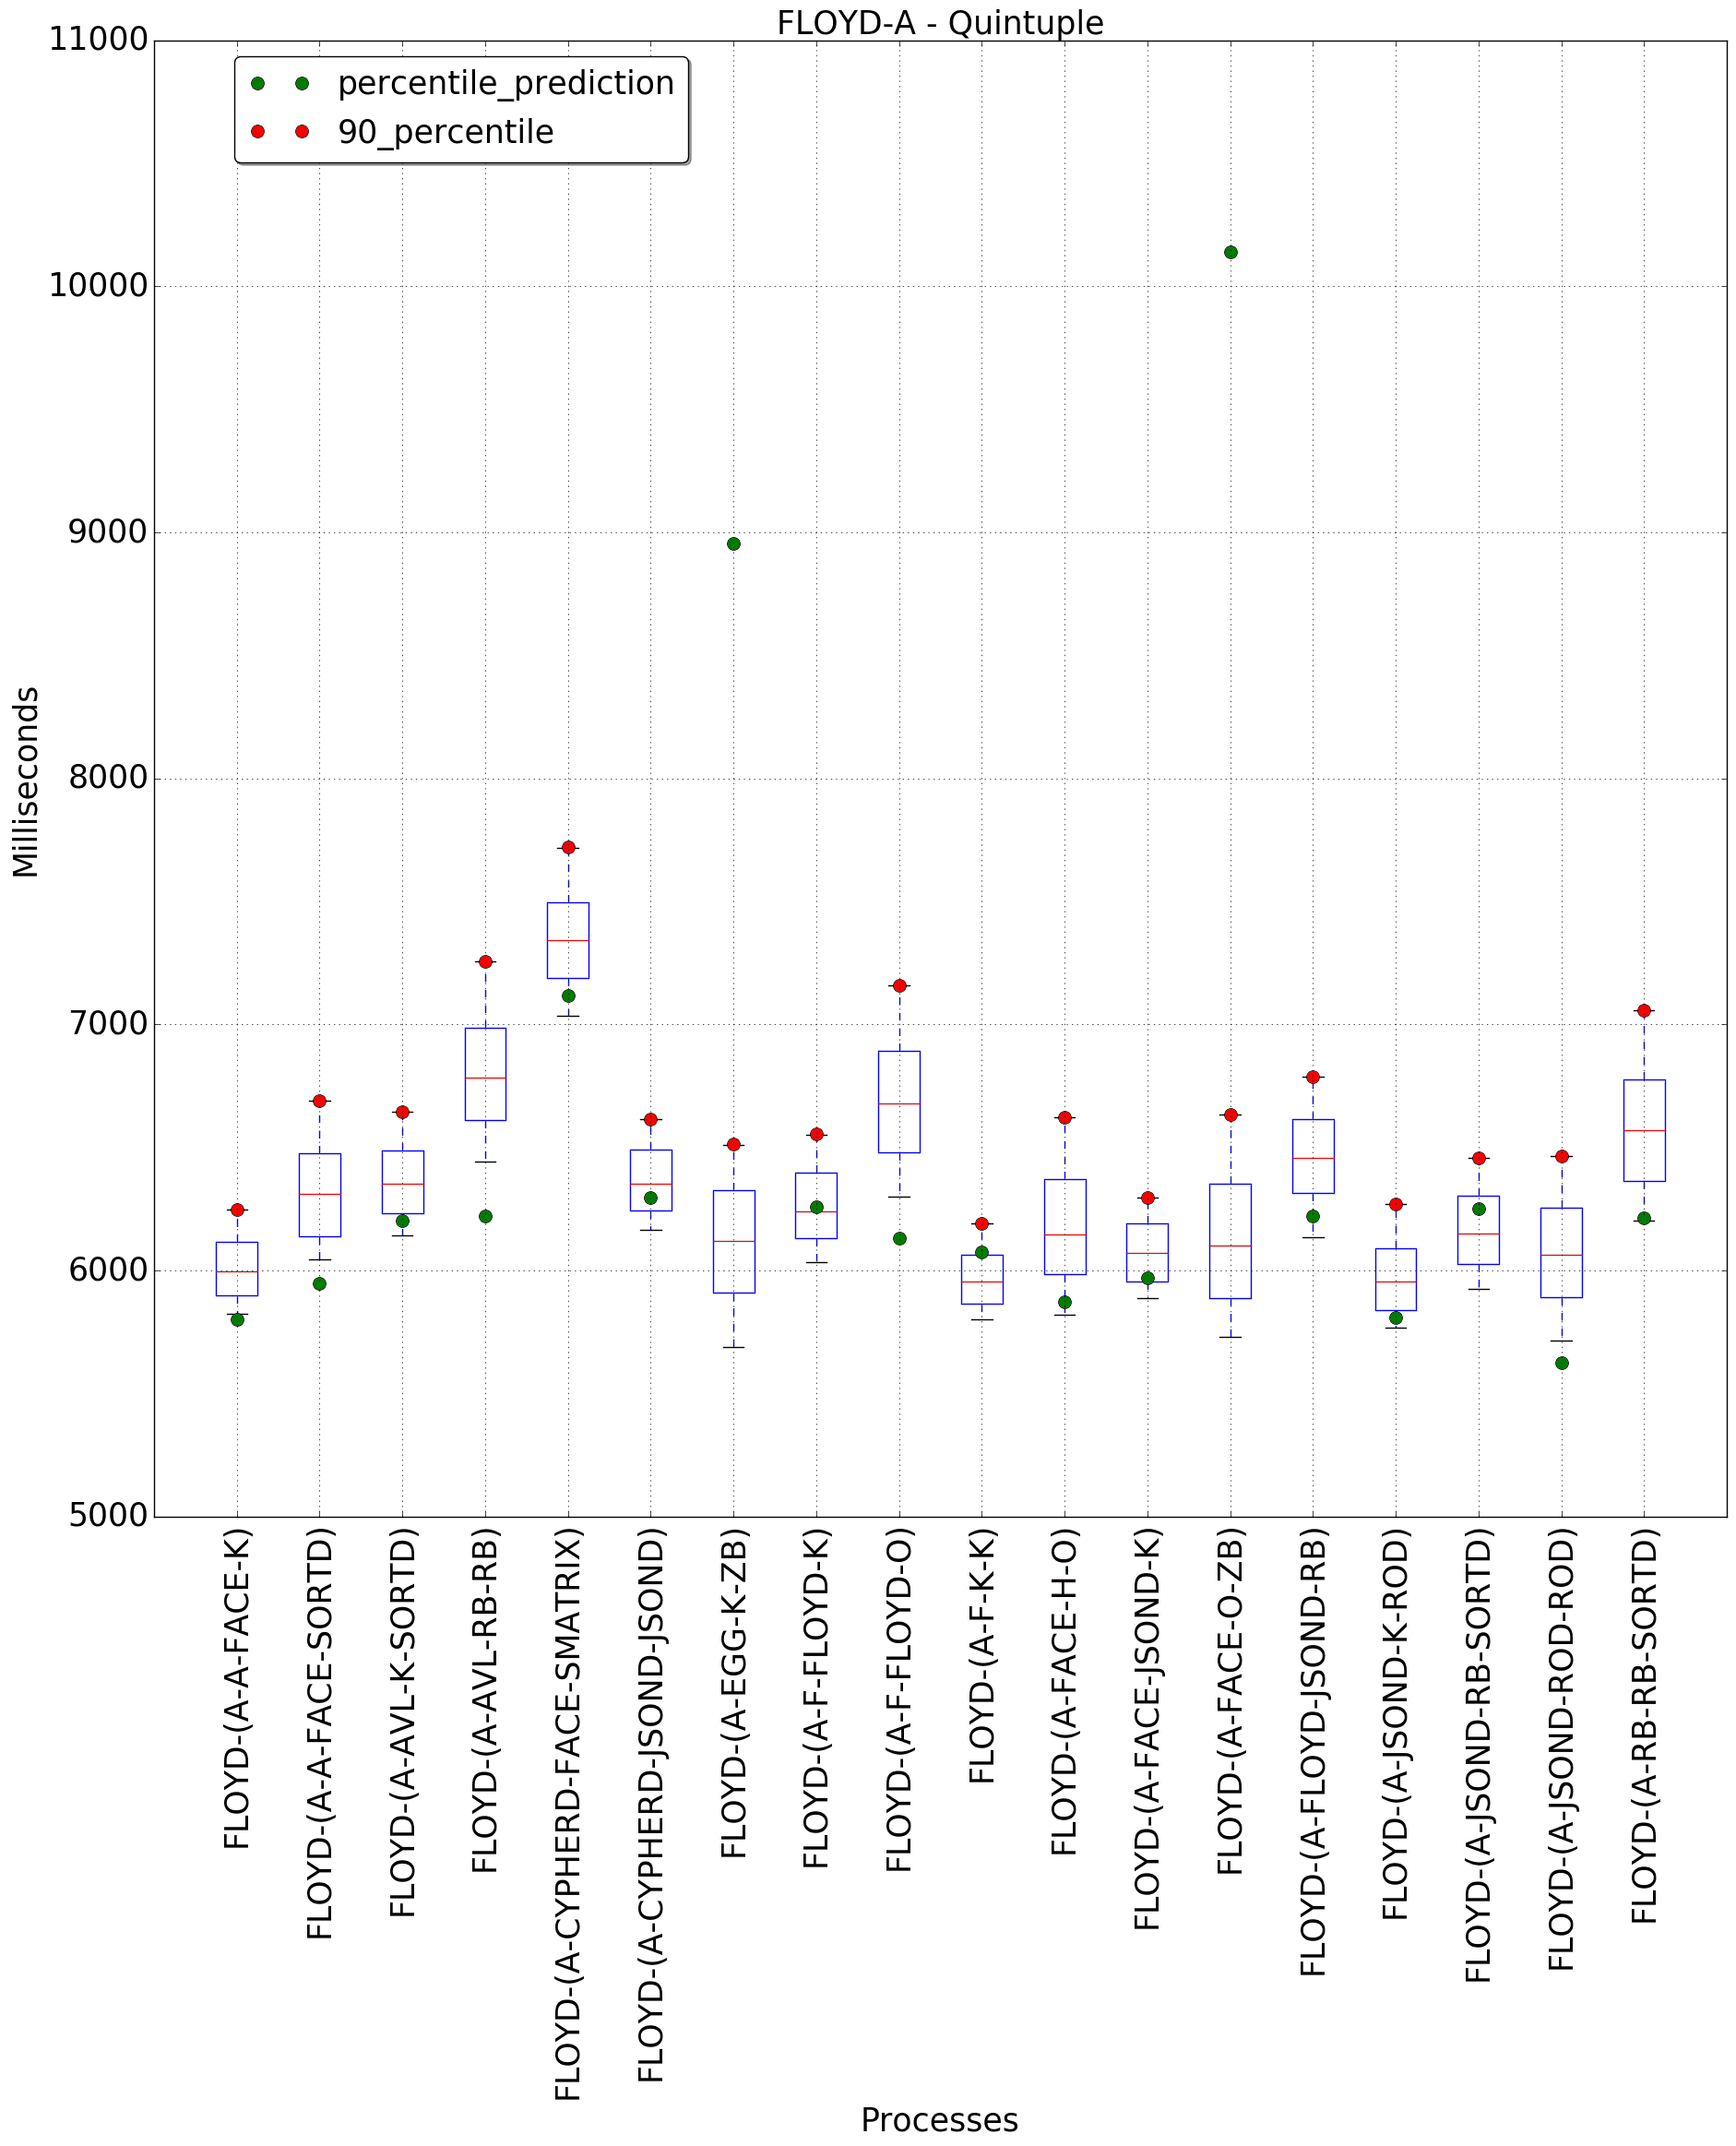 FLOYD-A - Quintuple
percentile_prediction
90_percentile
11000
10000
9000
8000
7000
6000
5000
Milliseconds
FLOYD-(A-A-FACE-K)
FLOYD-(A-A-FACE-SORTD)
FLOYD-(A-AVL-K-SORTD)
FLOYD-(A-AVL-RB-RB)
FLOYD-(A-CYPHERD-FACE-SMATRIX)
FLOYD-(A-CYPHERD-JSOND-JSOND)
FLOYD-(A-EGG-K-ZB)
FLOYD-(A-F-FLOYD-K)
FLOYD-(A-F-FLOYD-O)
FLOYD-(A-F-K-K)
FLOYD-(A-FACE-H-O)
FLOYD-(A-FACE-JSOND-K)
FLOYD-(A-FACE-O-ZB)
FLOYD-(A-FLOYD-JSOND-RB)
FLOYD-(A-JSOND-K-ROD)
FLOYD-(A-JSOND-RB-SORTD)
FLOYD-(A-JSOND-ROD-ROD)
FLOYD-(A-RB-RB-SORTD)
Processes